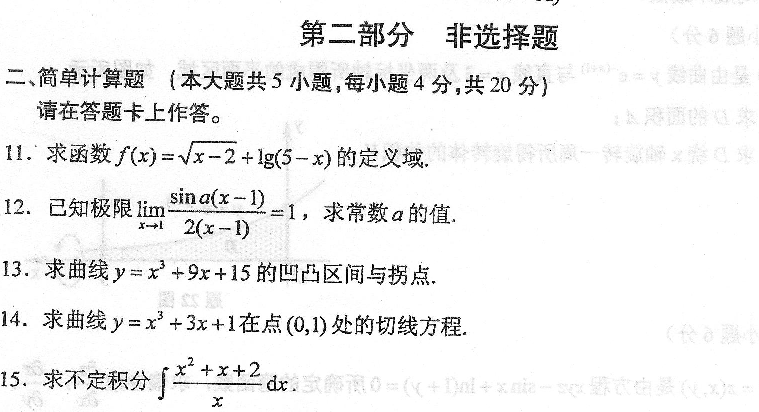 第二部分 非选择题
二、简单计算题 (本大题共5小题,每小题4分,共20分)
请在答题卡上作答。
11. 求函数 f(x)=√(x-2)+lg(5-x) 的定义域.
12. 已知极限 lim_{x→1} sin a(x-1)/2(x-1) =1, 求常数 a 的值.
13. 求曲线 y=x³+9x+15 的凹凸区间与拐点.
14. 求曲线 y=x³+3x+1 在点(0,1)处的切线方程.
15. 求不定积分 ∫ (x²+x+2)/x dx.